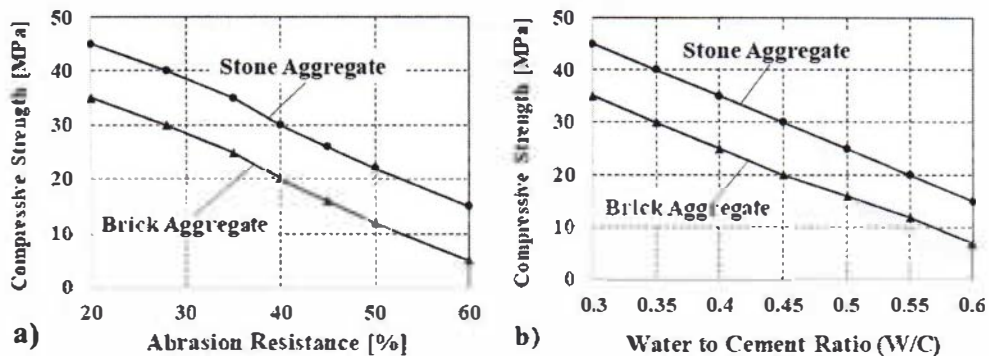 Compressive Strength [MPa]
50
40
30
20
10
0
Stone Aggregate
Brick Aggregate
20 30 40 50 60
a)
Abrasion Resistance [%]
Compressive Strength [MPa]
50
40
30
20
10
0
Stone Aggregate
Brick Aggregate
0.3 0.35 0.4 0.45 0.5 0.55 0.6
b)
Water to Cement Ratio (W/C)